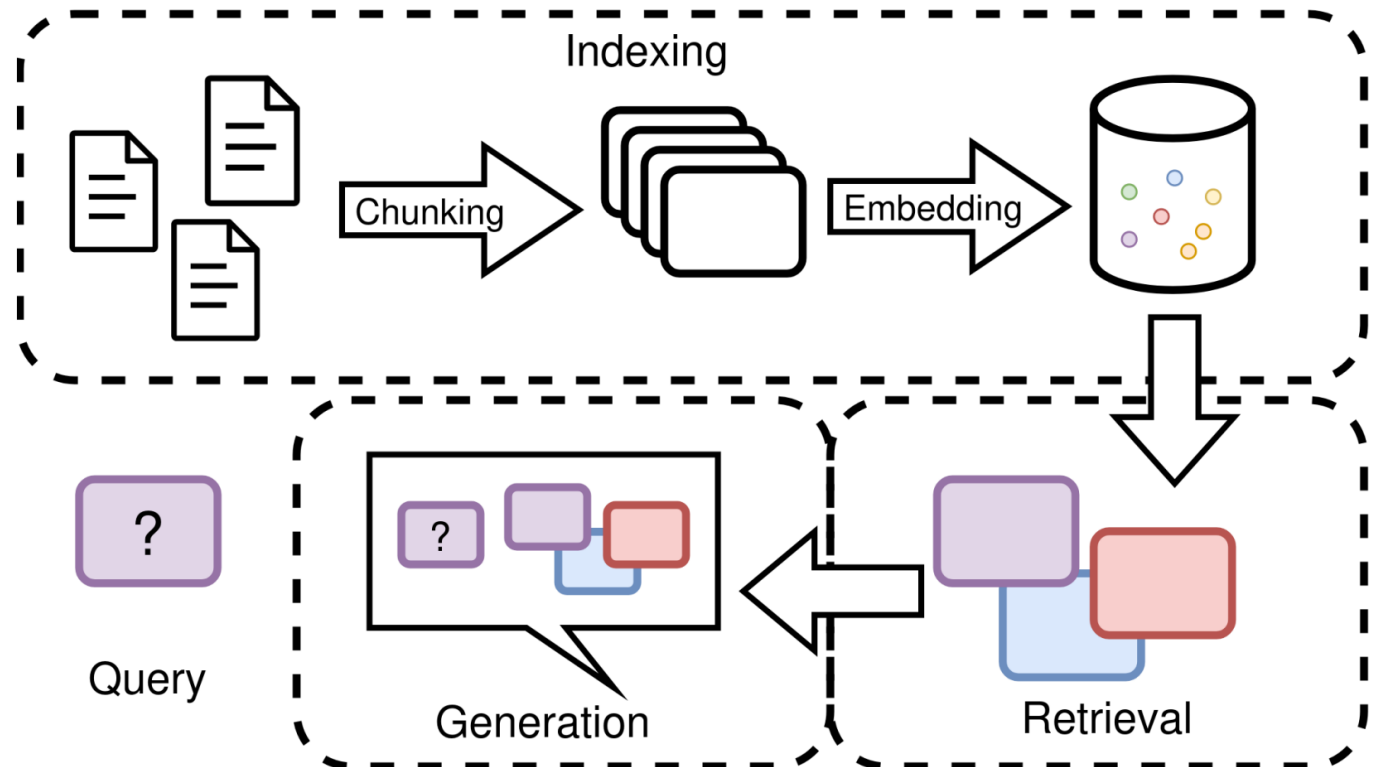 Indexing
Chunking
Embedding
?
?
Query
Generation
Retrieval